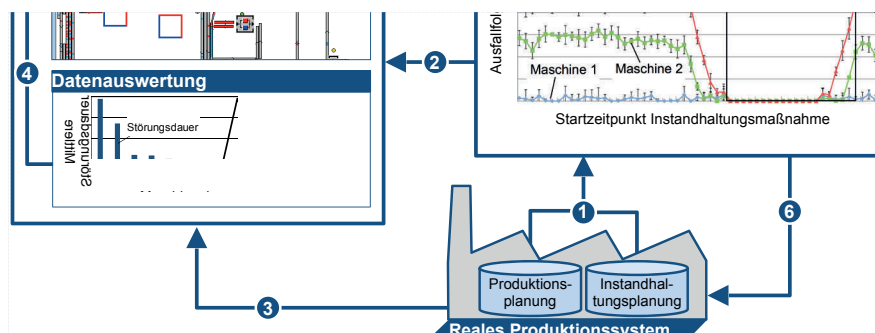 Ausfallfol
4
2
Datenauswertung
Mittlere
Störungsdauer
Störungsdauer
Maschine 1
Maschine 2
Startzeitpunkt Instandhaltungsmaßnahme
1
6
Produktions-
planung
Instandhal-
tungsplanung
3
Reales Produktionssystem